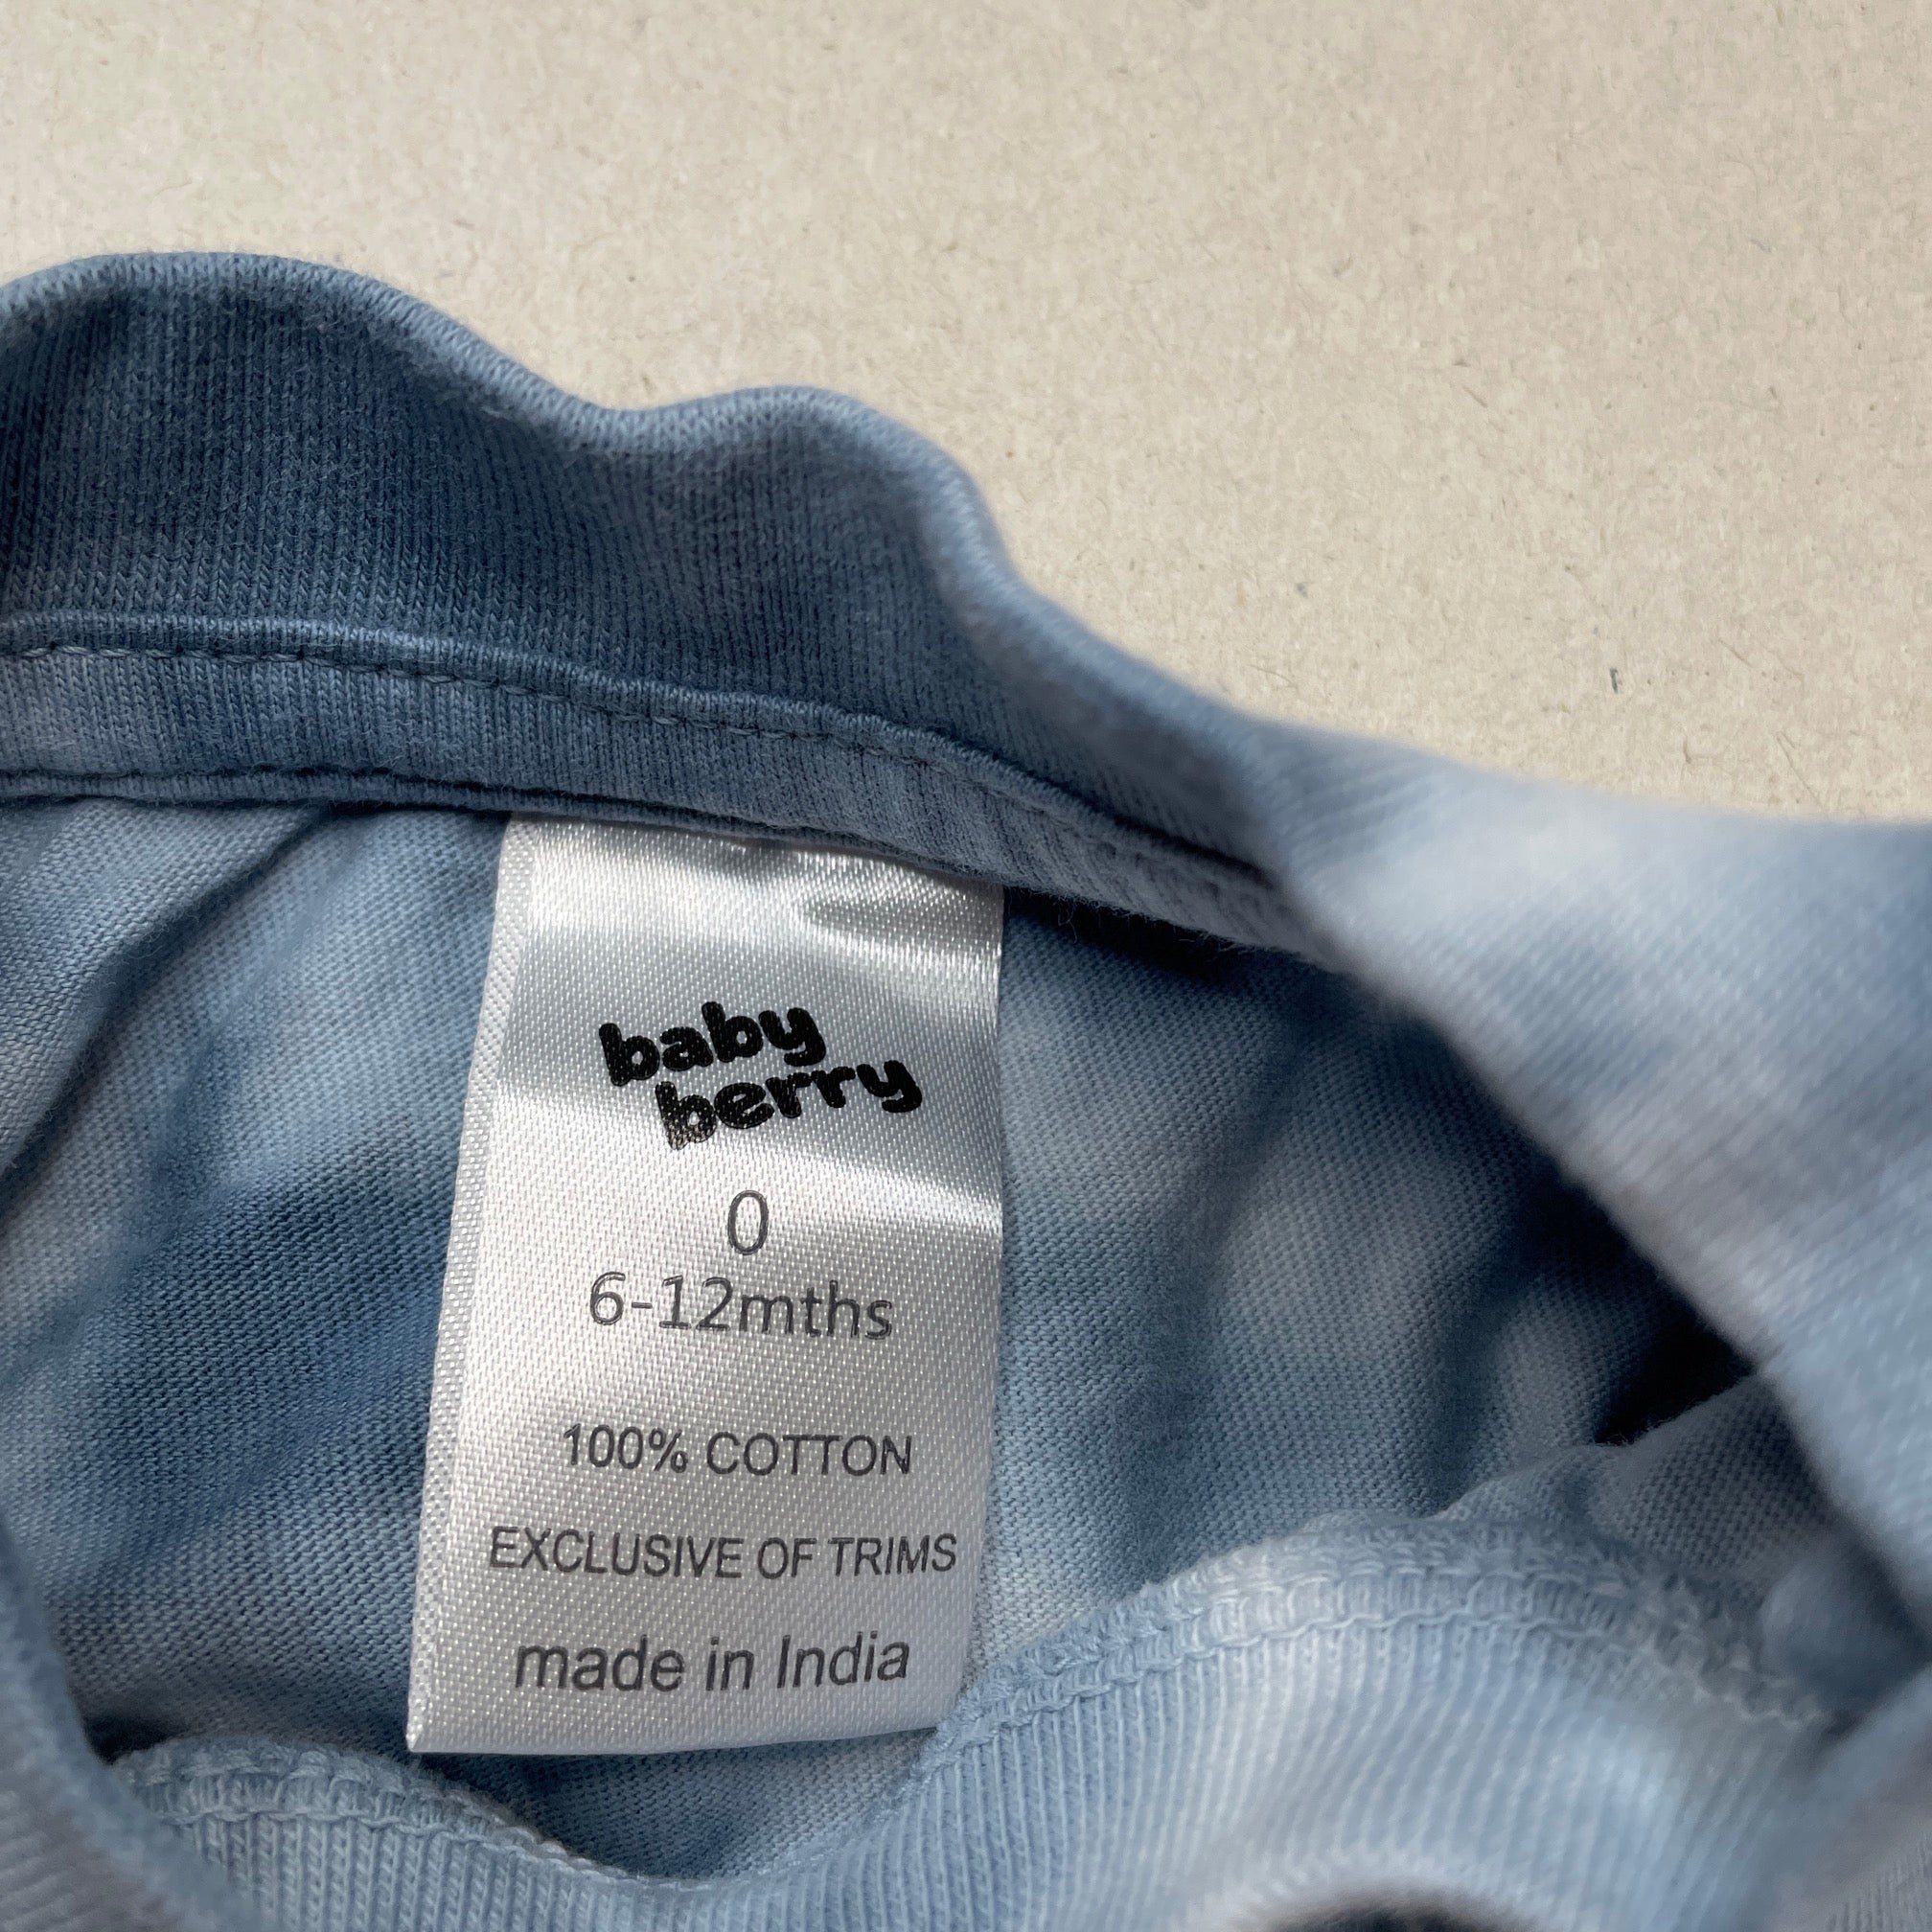 baby
berry
0
6-12mths
100% COTTON
EXCLUSIVE OF TRIMS
made in India